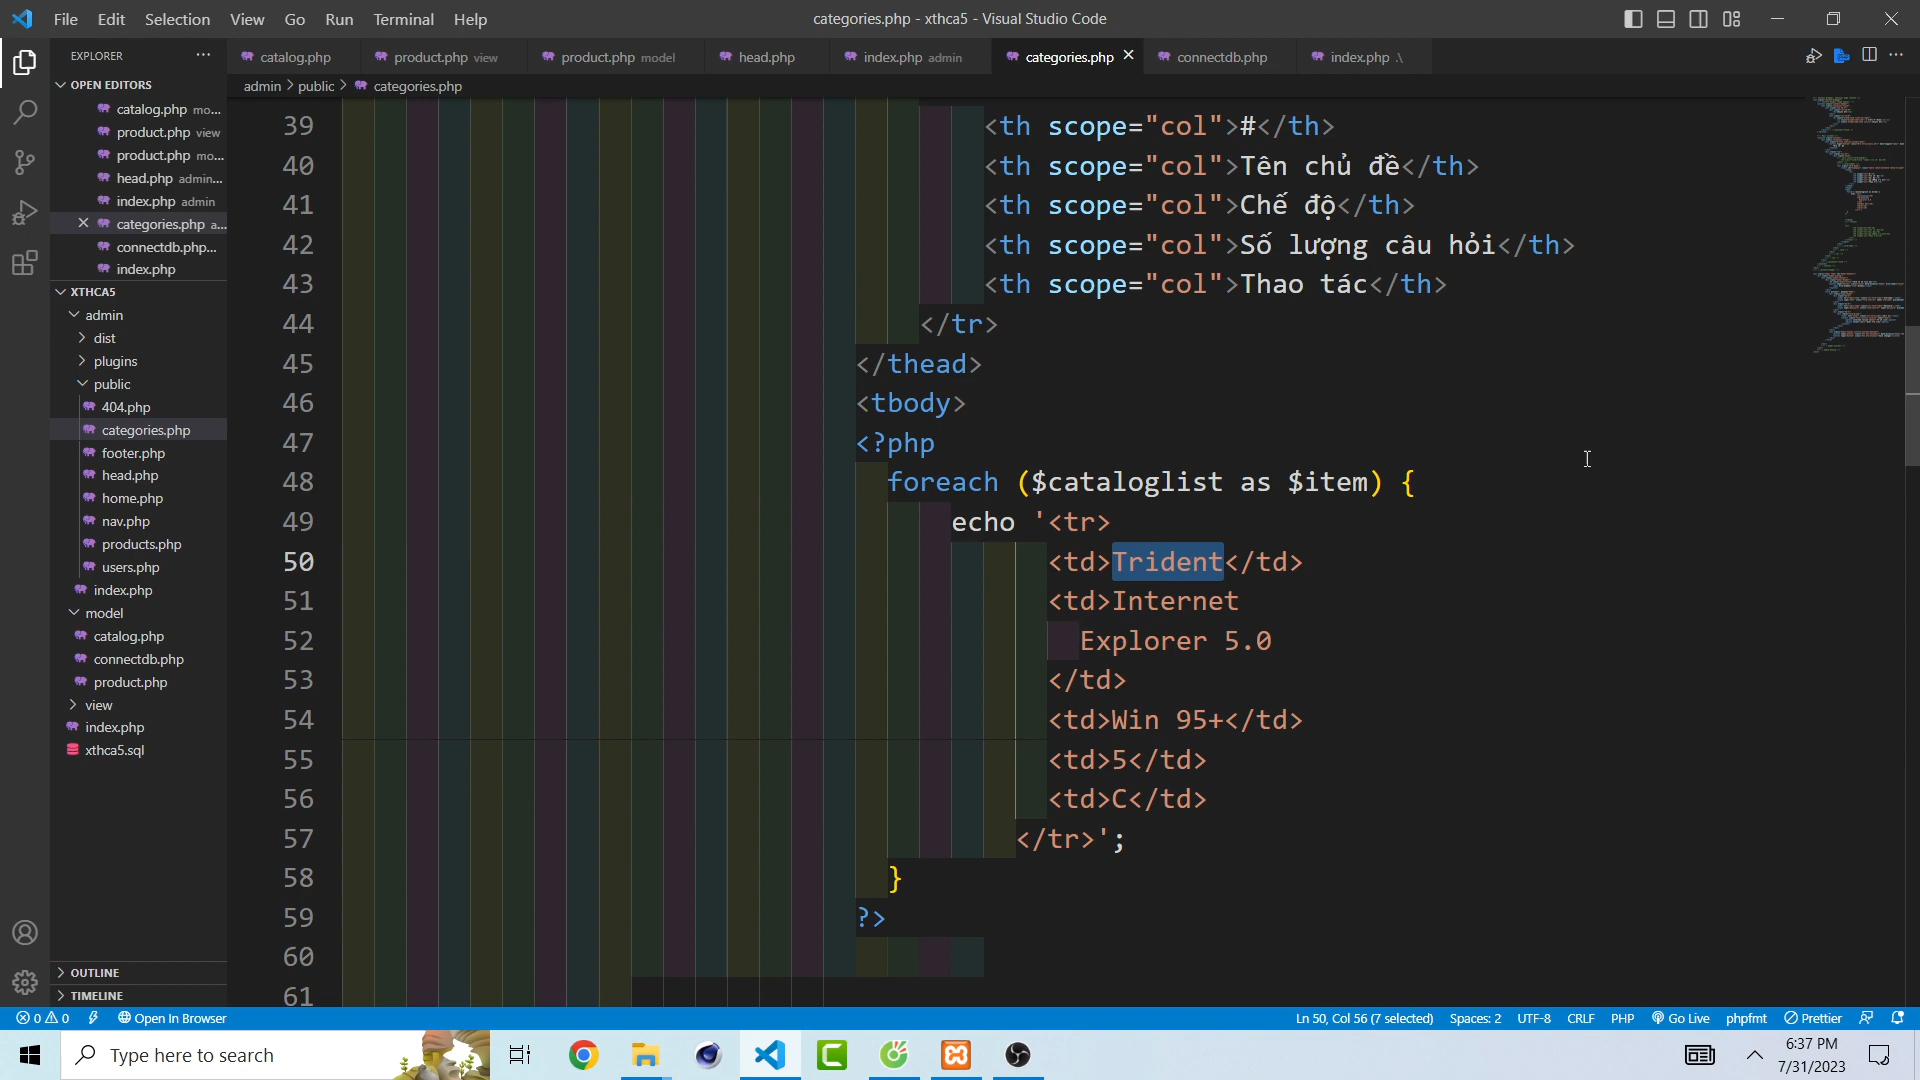 File Edit Selection View Go Run Terminal Help
categories.php - xthca5 - Visual Studio Code
EXPLORER
catalog.php
product.php view
product.php model
head.php
index.php admin
categories.php
connectdb.php
index.php .\
admin > public > categories.php
OPEN EDITORS
catalog.php mo...
product.php view
product.php mo...
head.php admin...
index.php admin
categories.php a...
connectdb.php...
index.php
XTHCA5
admin
dist
plugins
public
404.php
categories.php
footer.php
head.php
home.php
nav.php
products.php
users.php
index.php
model
catalog.php
connectdb.php
product.php
view
index.php
xthca5.sql
OUTLINE
TIMELINE
39 <th scope="col">#</th>
40 <th scope="col">Tên chủ đề</th>
41 <th scope="col">Chế độ</th>
42 <th scope="col">Số lượng câu hỏi</th>
43 <th scope="col">Thao tác</th>
44 </tr>
45 </thead>
46 <tbody>
47 <?php
48 foreach ($cataloglist as $item) {
49 echo '<tr>
50 <td>Trident</td>
51 <td>Internet
52 Explorer 5.0
53 </td>
54 <td>Win 95+</td>
55 <td>5</td>
56 <td>C</td>
57 </tr>';
58 }
59 ?>
60
61
0 0 Open In Browser
Ln 50, Col 56 (7 selected) Spaces: 2 UTF-8 CRLF PHP Go Live phpfmt Prettier
Type here to search
6:37 PM
7/31/2023